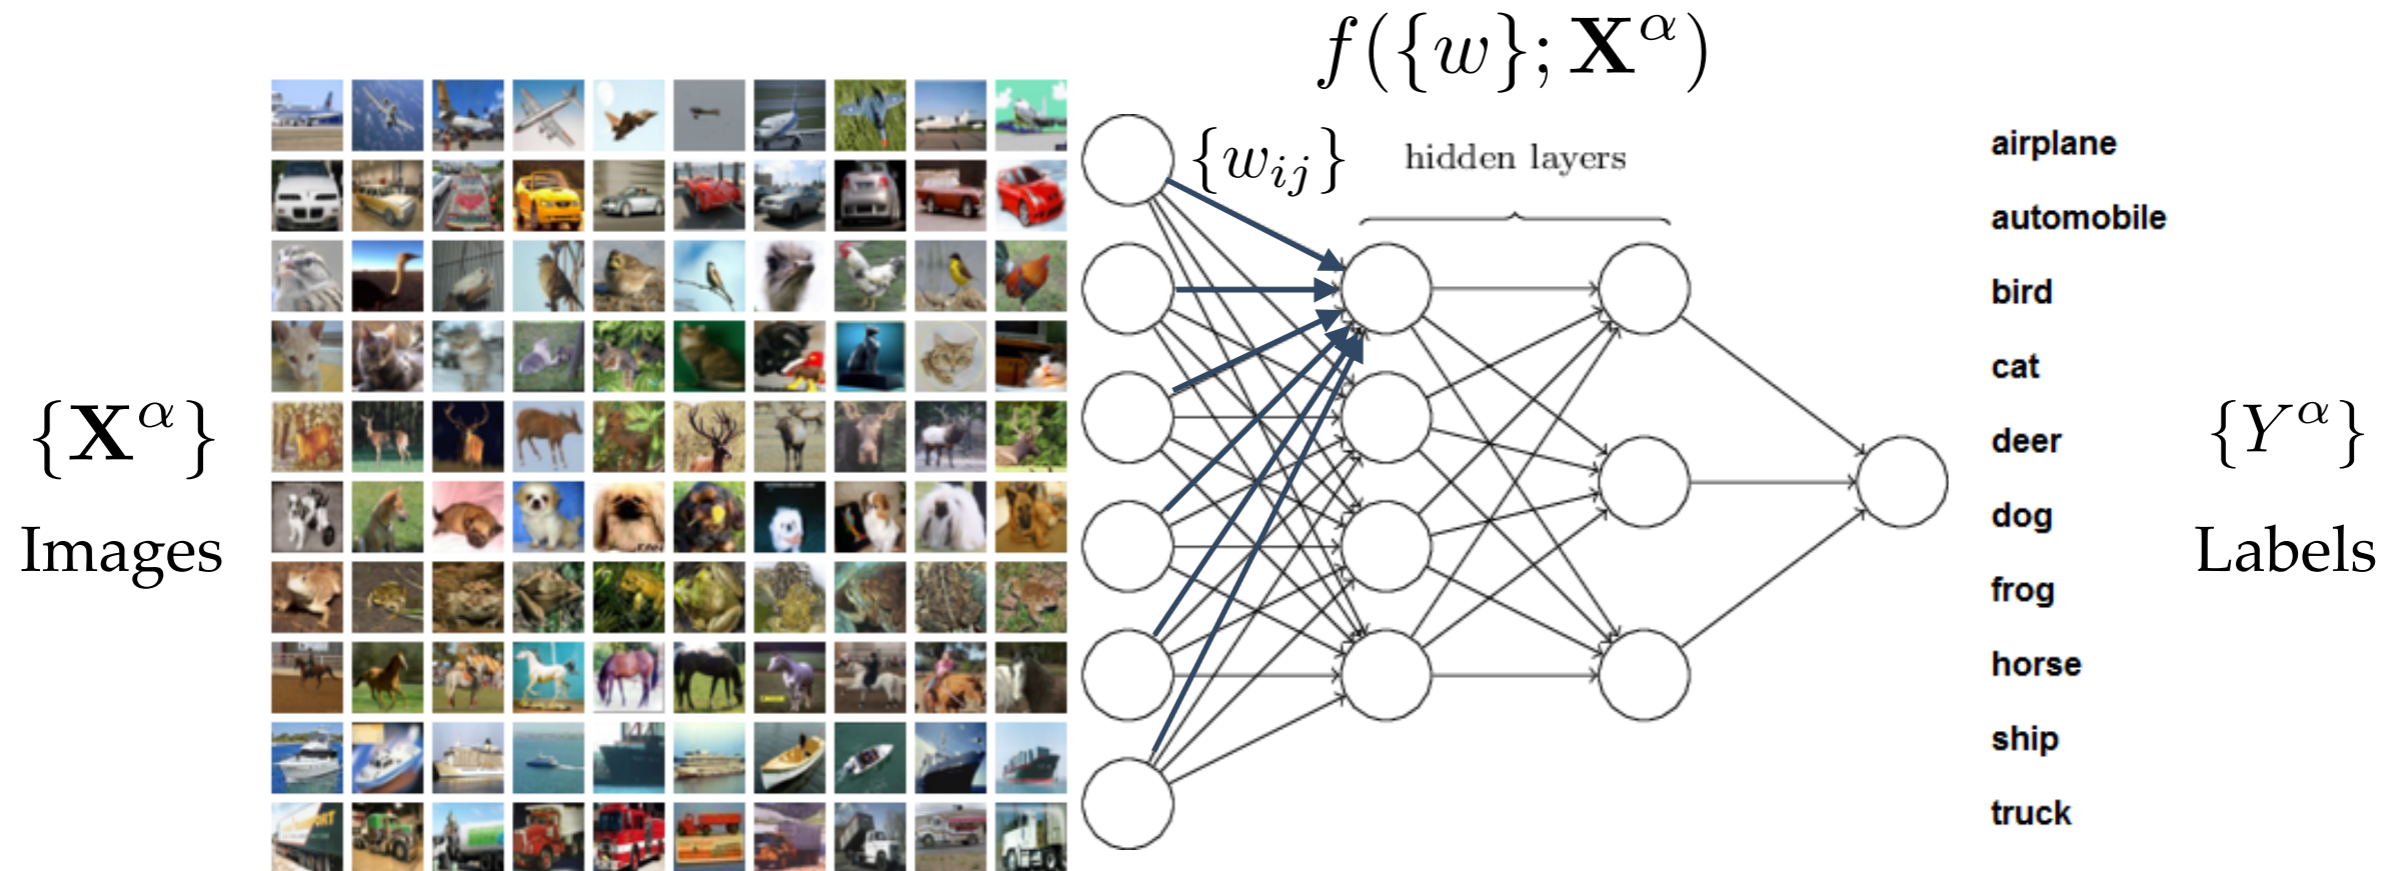 f({w}; X^α)
{w_ij}
hidden layers
{X^α}
Images
airplane
automobile
bird
cat
deer
dog
frog
horse
ship
truck
{Y^α}
Labels